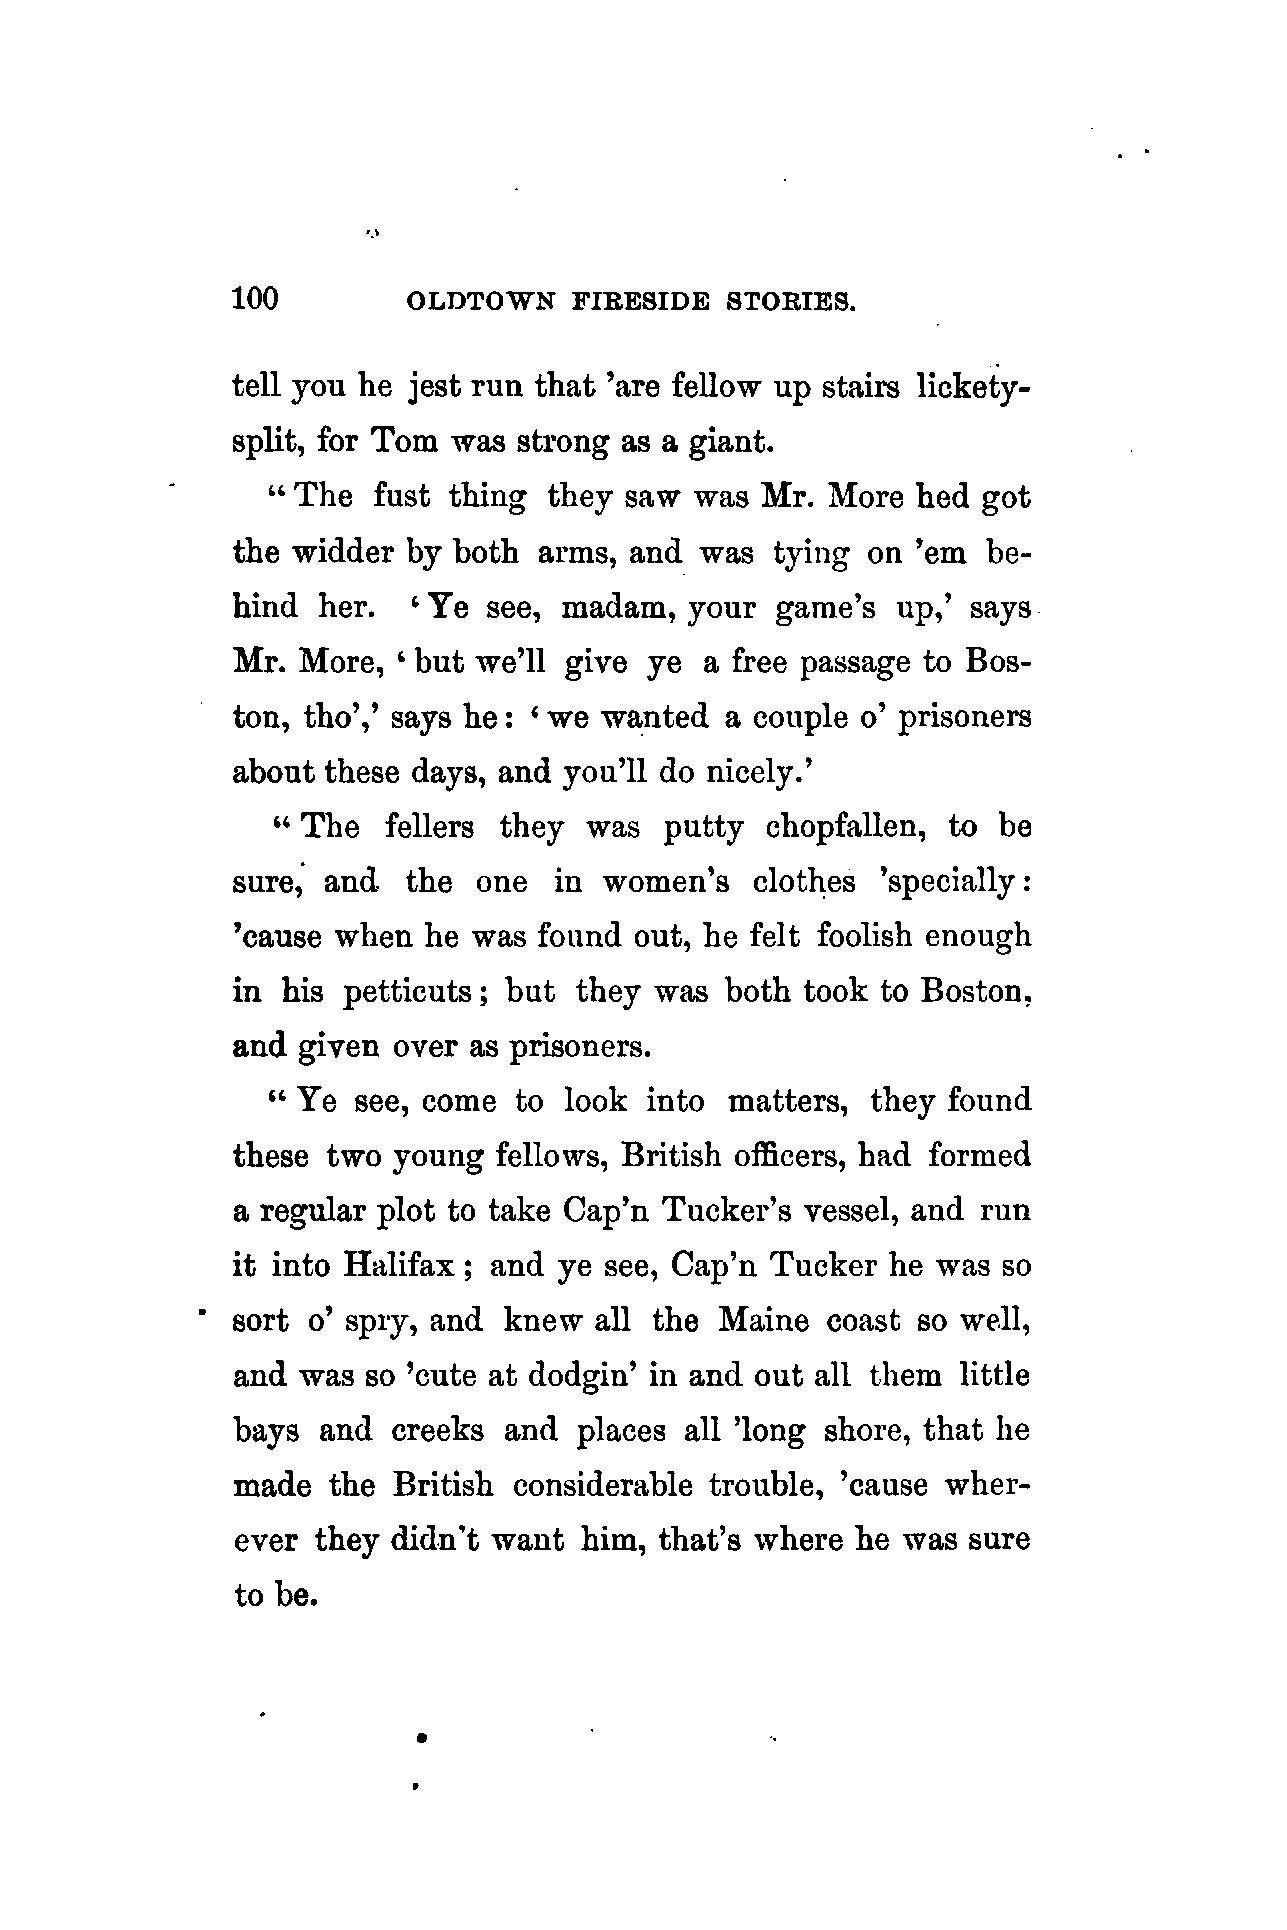 100 OLDTOWN FIRESIDE STORIES.
tell you he jest run that 'are fellow up stairs lickety-
split, for Tom was strong as a giant.
“ The fust thing they saw was Mr. More hed got
the widder by both arms, and was tying on 'em be-
hind her. ‘ Ye see, madam, your game's up,’ says
Mr. More, ‘ but we'll give ye a free passage to Bos-
ton, tho',’ says he : ‘ we wanted a couple o' prisoners
about these days, and you'll do nicely.’
“ The fellers they was putty chopfallen, to be
sure, and the one in women's clothes 'specially :
'cause when he was found out, he felt foolish enough
in his petticuts ; but they was both took to Boston,
and given over as prisoners.
“ Ye see, come to look into matters, they found
these two young fellows, British officers, had formed
a regular plot to take Cap'n Tucker's vessel, and run
it into Halifax ; and ye see, Cap'n Tucker he was so
sort o' spry, and knew all the Maine coast so well,
and was so 'cute at dodgin' in and out all them little
bays and creeks and places all 'long shore, that he
made the British considerable trouble, 'cause wher-
ever they didn't want him, that's where he was sure
to be.